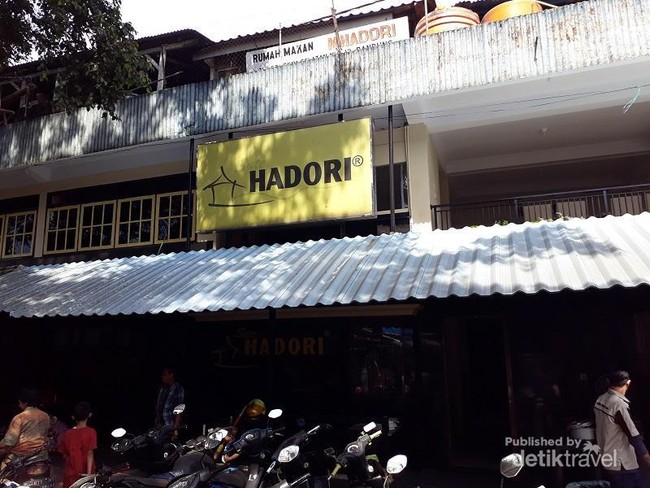 RUMAH MAKAN HADORI
HADORI®
HADORI
Published by
detiktravel